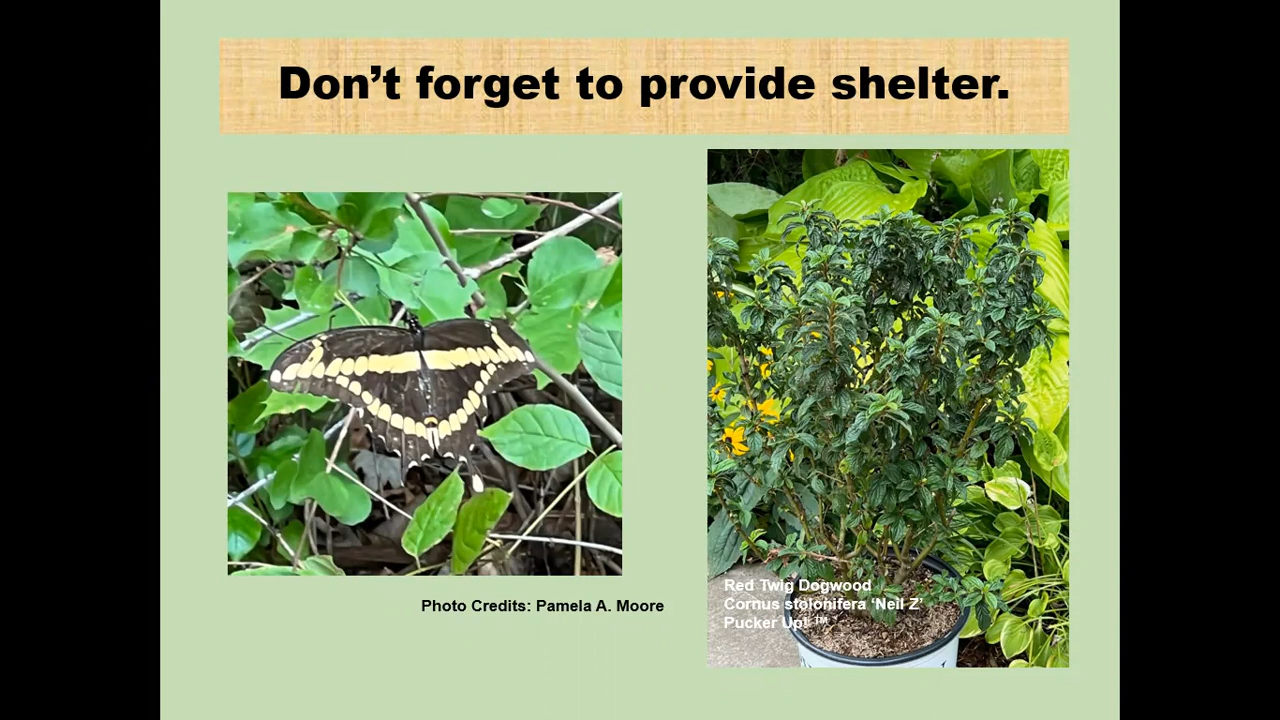 Don’t forget to provide shelter.
Photo Credits: Pamela A. Moore
Red Twig Dogwood
Cornus stolonifera ‘Neil Z’
Pucker Up! ™